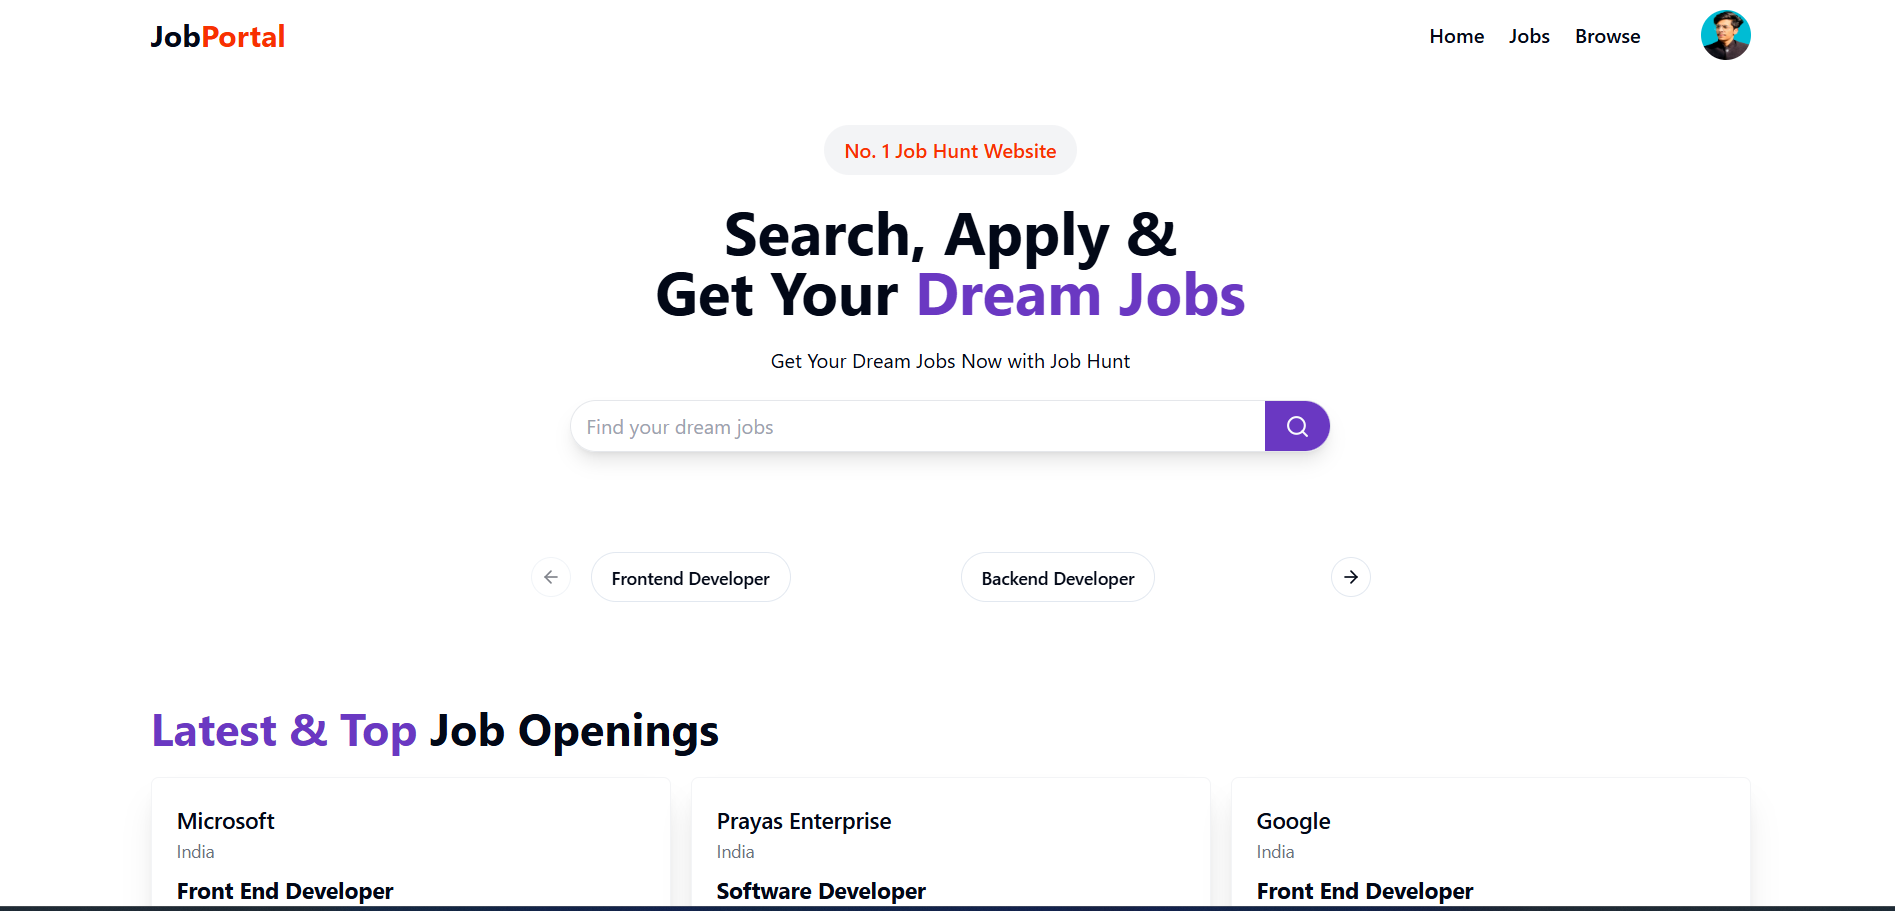 JobPortal
Home Jobs Browse
No. 1 Job Hunt Website
Search, Apply &
Get Your Dream Jobs
Get Your Dream Jobs Now with Job Hunt
Find your dream jobs
Frontend Developer
Backend Developer
Latest & Top Job Openings
Microsoft
India
Front End Developer
Prayas Enterprise
India
Software Developer
Google
India
Front End Developer